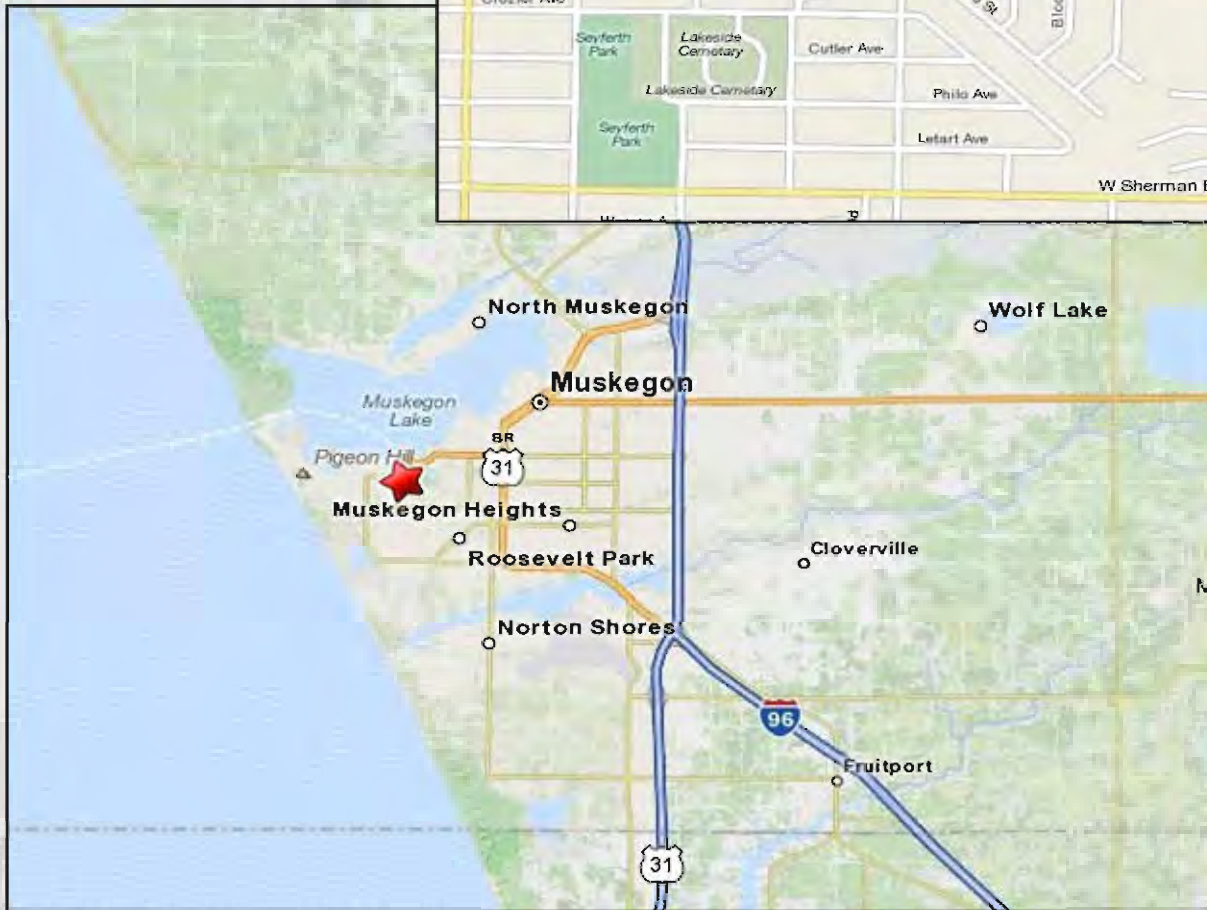 St
Seyferth
Park
Lakeside
Cemetary
Cutler Ave
Lakeside Cemetary
Philo Ave
Seyferth
Park
Letart Ave
W Sherman
North Muskegon
Wolf Lake
Muskegon
Muskegon
Lake
BR
31
Pigeon Hill
Muskegon Heights
Cloverville
Roosevelt Park
Norton Shores
96
Fruitport
31